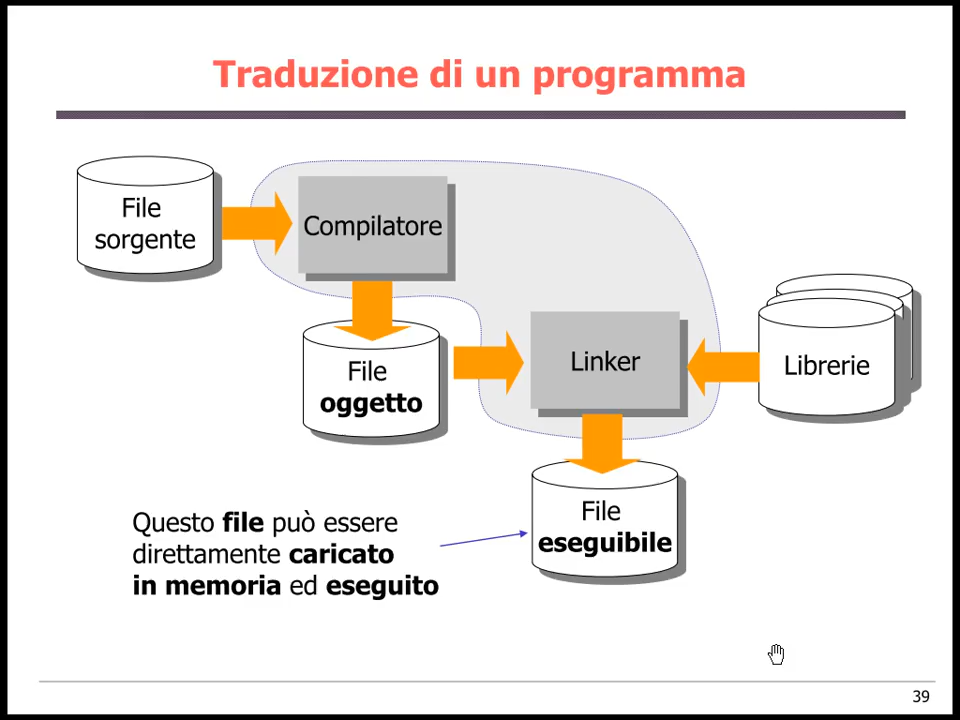 Traduzione di un programma
File
sorgente
Compilatore
File
oggetto
Linker
Librerie
File
eseguibile
Questo file può essere
direttamente caricato
in memoria ed eseguito
39